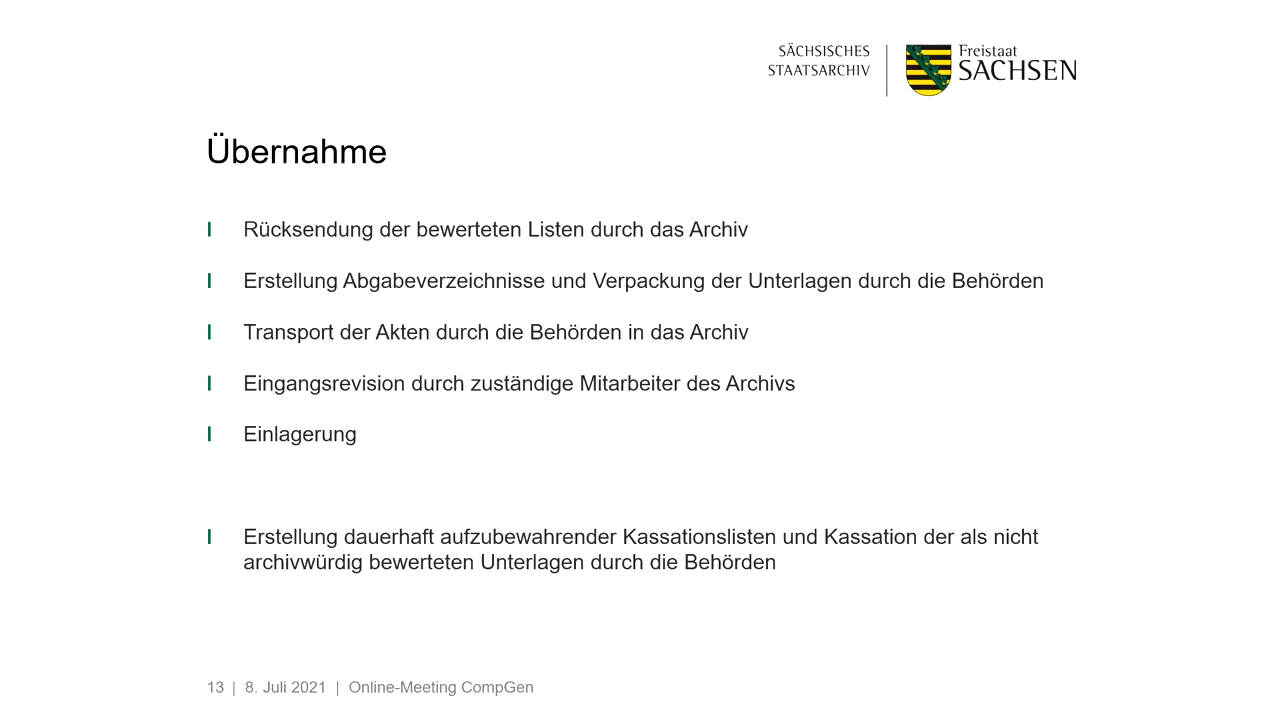 SÄCHSISCHES
STAATSARCHIV
Freistaat
SACHSEN
Übernahme
Rücksendung der bewerteten Listen durch das Archiv
Erstellung Abgabeverzeichnisse und Verpackung der Unterlagen durch die Behörden
Transport der Akten durch die Behörden in das Archiv
Eingangsrevision durch zuständige Mitarbeiter des Archivs
Einlagerung
Erstellung dauerhaft aufzubewahrender Kassationslisten und Kassation der als nicht
archivwürdig bewerteten Unterlagen durch die Behörden
13 | 8. Juli 2021 | Online-Meeting CompGen